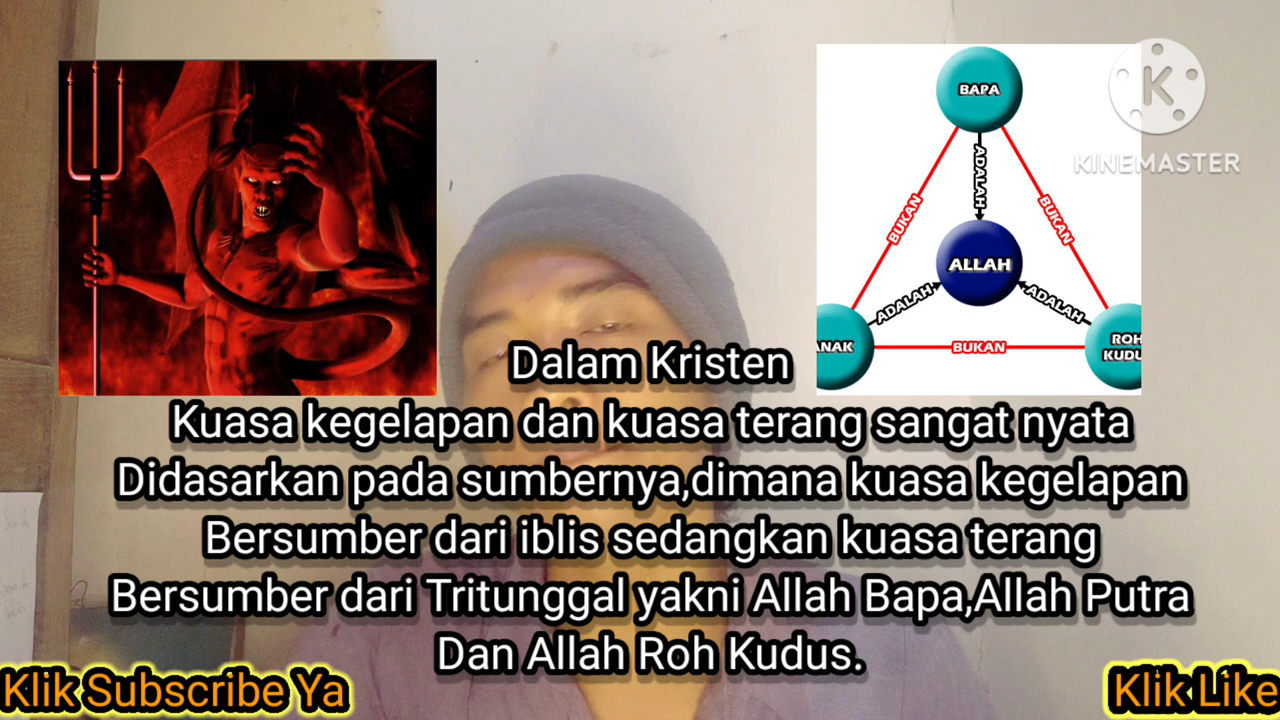 BAPA
ADALAH
BUKAN
BUKAN
ALLAH
ADALAH
ADALAH
ANAK
BUKAN
ROH
KUDU
KINEMASTER
Dalam Kristen
Kuasa kegelapan dan kuasa terang sangat nyata
Didasarkan pada sumbernya,dimana kuasa kegelapan
Bersumber dari iblis sedangkan kuasa terang
Bersumber dari Tritunggal yakni Allah Bapa,Allah Putra
Dan Allah Roh Kudus.
Klik Subscribe Ya
Klik Like